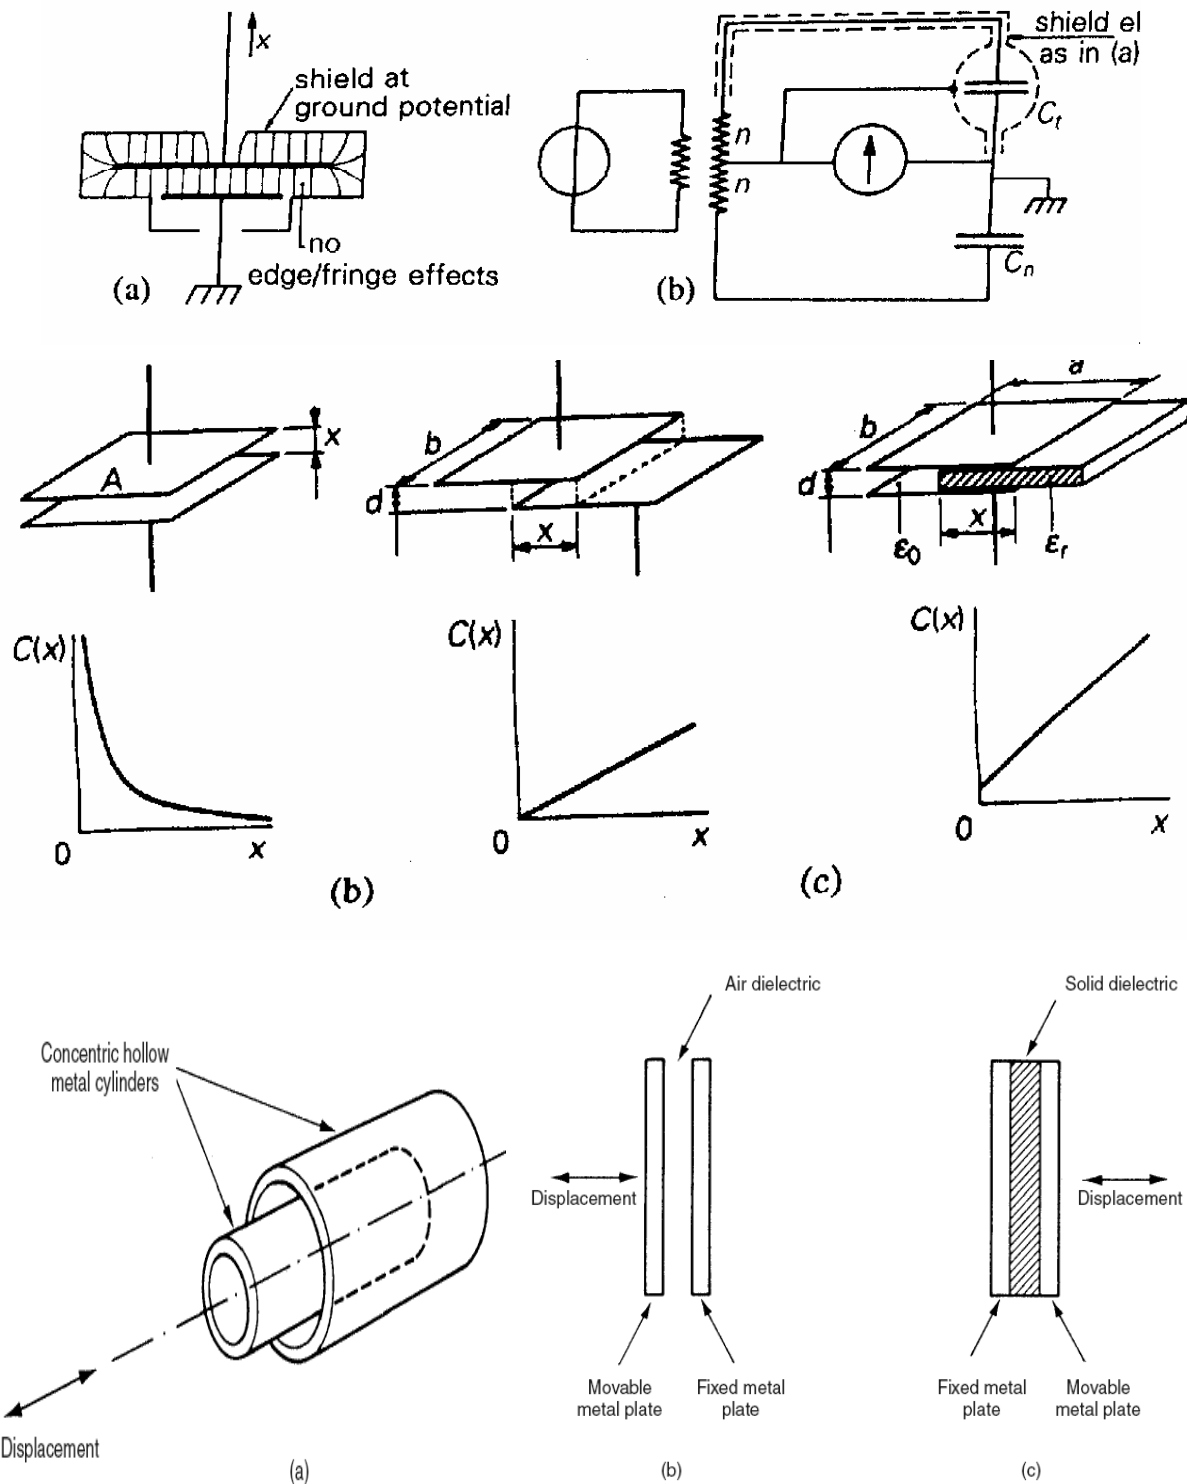 x
shield at
ground potential
no
edge/fringe effects
(a)
shield el
as in (a)
n
n
C_t
C_n
(b)
A
x
b
d
x
a
b
d
x
ε_0
ε_r
C(x)
0
x
(b)
C(x)
0
x
C(x)
0
x
(c)
Concentric hollow
metal cylinders
Displacement
(a)
Air dielectric
Displacement
Movable
metal plate
Fixed metal
plate
(b)
Solid dielectric
Displacement
Fixed metal
plate
Movable
metal plate
(c)